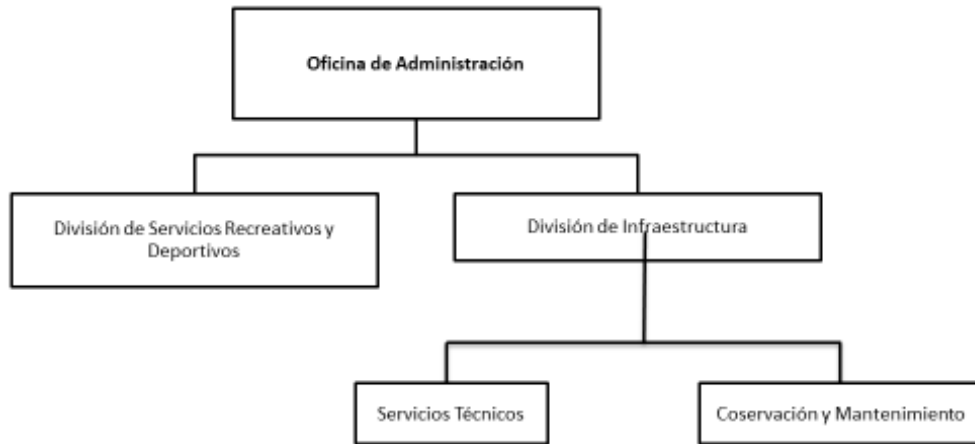 Oficina de Administración
División de Servicios Recreativos y
Deportivos
División de Infraestructura
Servicios Técnicos
Coservación y Mantenimiento